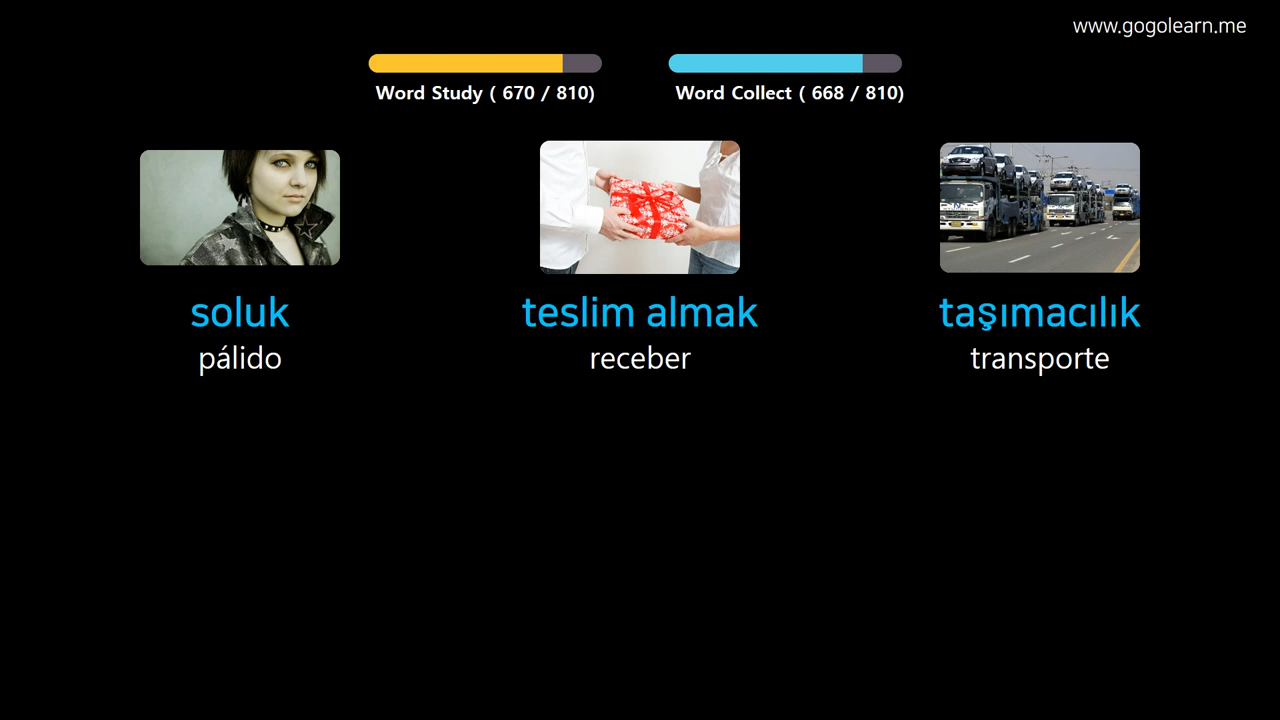 www.gogolearn.me
Word Study ( 670 / 810)
Word Collect ( 668 / 810)
soluk
teslim almak
taşımacılık
pálido
receber
transporte